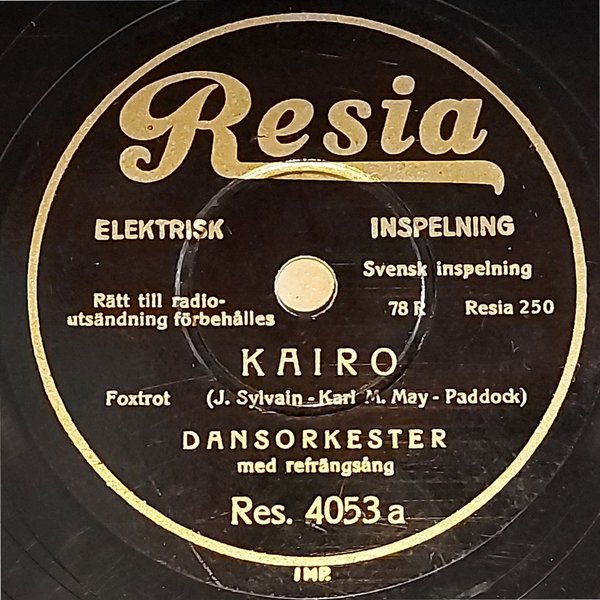 Resia
ELEKTRISK INSPELNING
Svensk inspelning
Rätt till radio-
utsändning förbehålles
78 R Resia 250
KAIRO
Foxtrot (J. Sylvain - Karl M. May - Paddock)
DANSORKESTER
med refrängsång
Res. 4053 a
IMP.